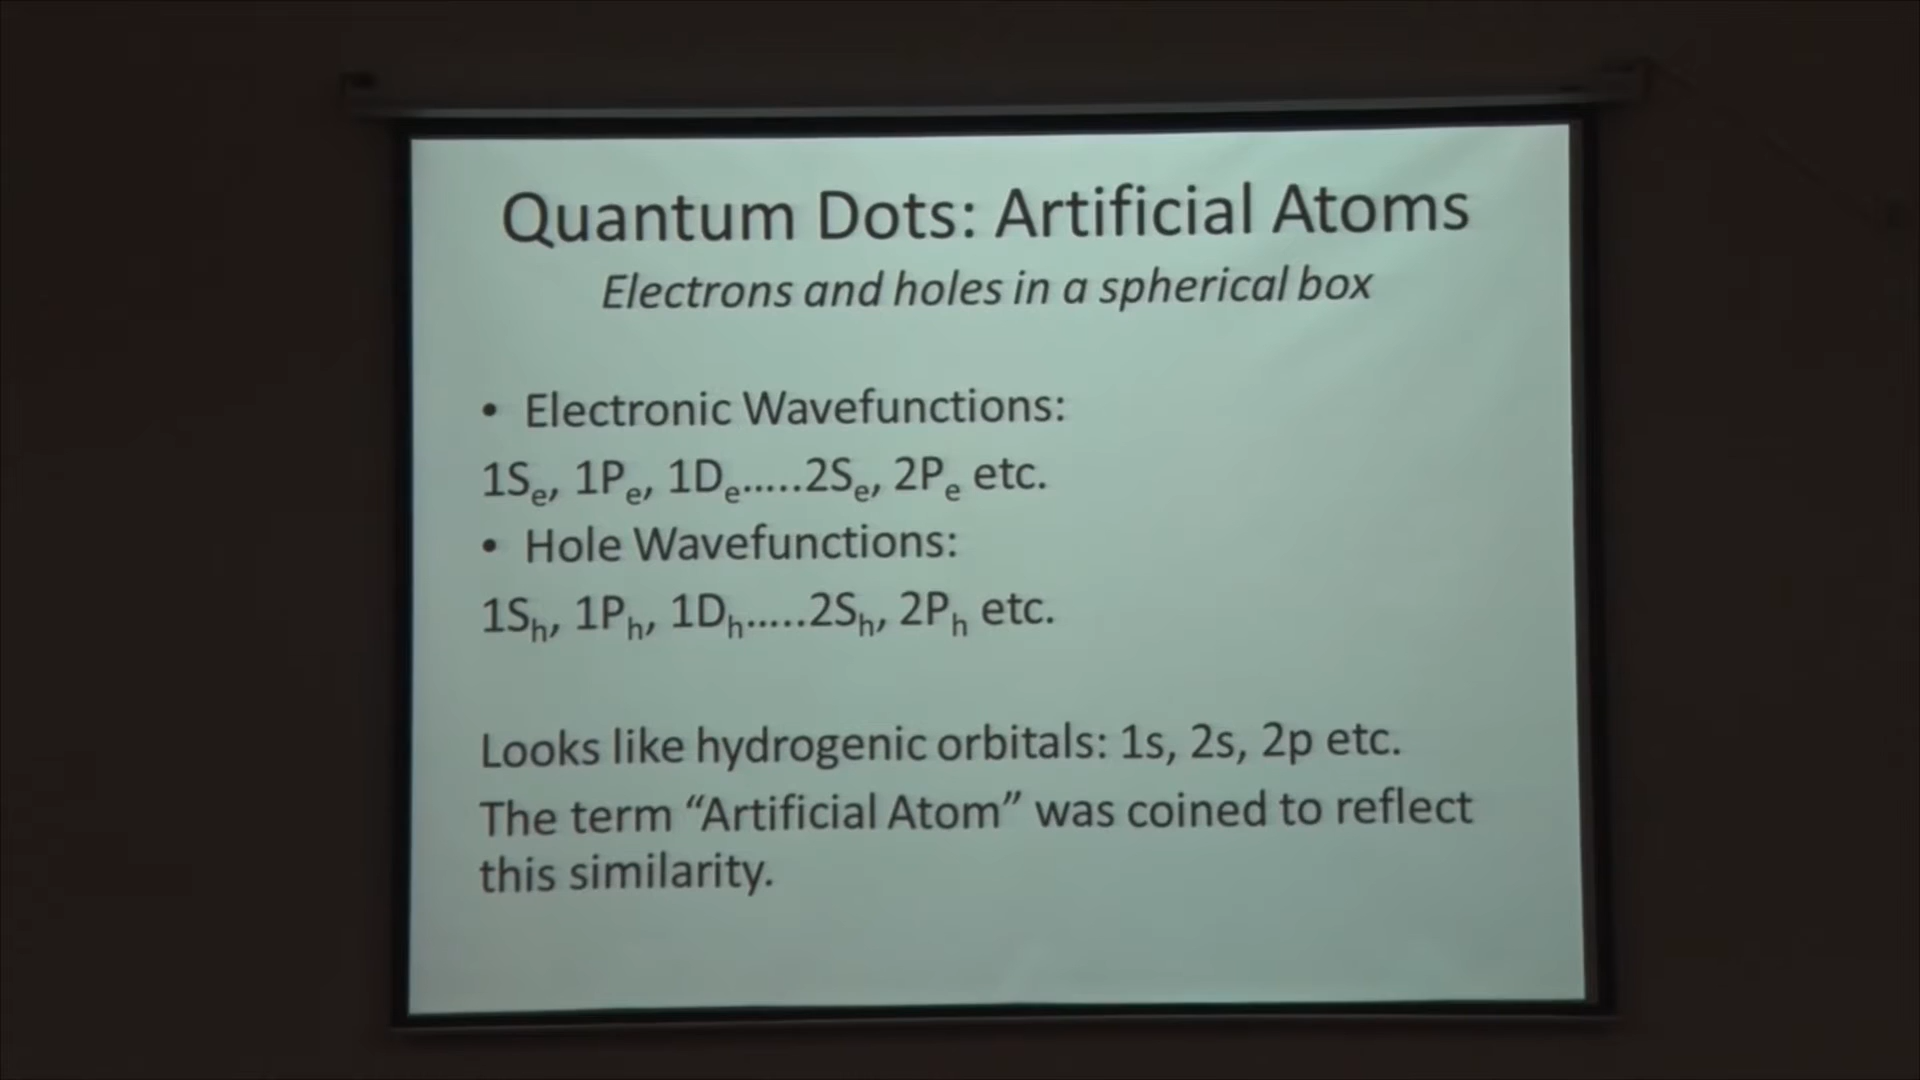 Quantum Dots: Artificial Atoms
Electrons and holes in a spherical box
• Electronic Wavefunctions:
1Sₑ, 1Pₑ, 1Dₑ.....2Sₑ, 2Pₑ etc.
• Hole Wavefunctions:
1Sₕ, 1Pₕ, 1Dₕ.....2Sₕ, 2Pₕ etc.
Looks like hydrogenic orbitals: 1s, 2s, 2p etc.
The term “Artificial Atom” was coined to reflect
this similarity.